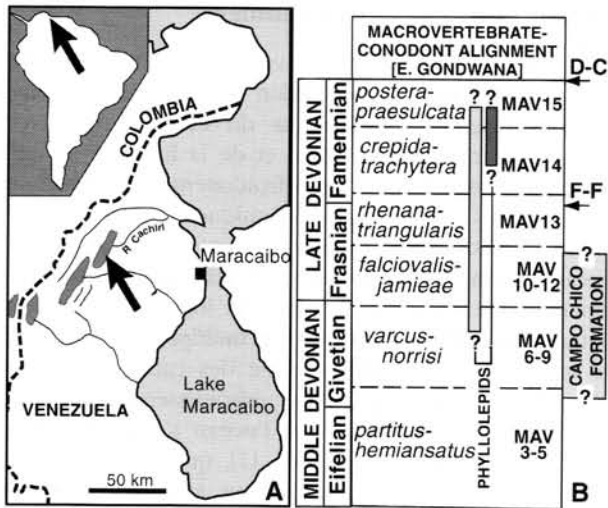 COLOMBIA
R Cachiri
Maracaibo
Lake
Maracaibo
VENEZUELA
50 km
A
MACROVERTEBRATE-
CONODONT ALIGNMENT
[E. GONDWANA]
D-C
LATE DEVONIAN
Famennian
postera-
praesulcata
? ?
MAV15
crepida-
trachytera
?
MAV14
F-F
Frasnian
rhenana-
triangularis
MAV13
falciovalis-
jamieae
MAV
10-12
?
CAMPO CHICO
FORMATION
MIDDLE DEVONIAN
Givetian
varcus-
norrisi
?
MAV
6-9
?
PHYLLOLEPIDS
Eifelian
partitus-
hemiansatus
MAV
3-5
B